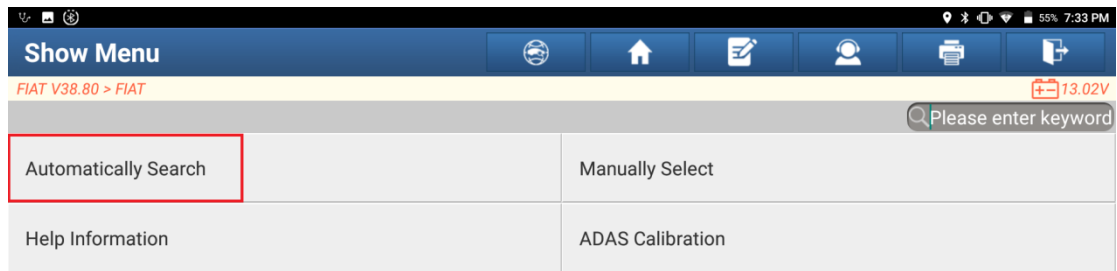 55% 7:33 PM
Show Menu
FIAT V38.80 > FIAT
13.02V
Please enter keyword
Automatically Search
Manually Select
Help Information
ADAS Calibration